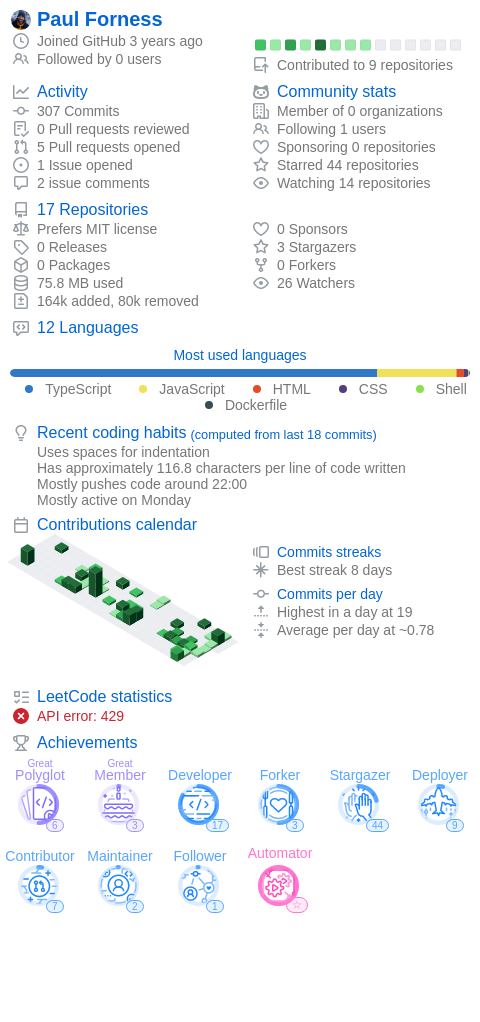 Paul Forness
Joined GitHub 3 years ago
Followed by 0 users
Contributed to 9 repositories
Activity
307 Commits
0 Pull requests reviewed
5 Pull requests opened
1 Issue opened
2 issue comments
Community stats
Member of 0 organizations
Following 1 users
Sponsoring 0 repositories
Starred 44 repositories
Watching 14 repositories
17 Repositories
Prefers MIT license
0 Releases
0 Packages
75.8 MB used
164k added, 80k removed
0 Sponsors
3 Stargazers
0 Forkers
26 Watchers
12 Languages
Most used languages
TypeScript JavaScript HTML CSS Shell
Dockerfile
Recent coding habits (computed from last 18 commits)
Uses spaces for indentation
Has approximately 116.8 characters per line of code written
Mostly pushes code around 22:00
Mostly active on Monday
Contributions calendar
Commits streaks
Best streak 8 days
Commits per day
Highest in a day at 19
Average per day at ~0.78
LeetCode statistics
API error: 429
Achievements
Great Great
Polyglot Member Developer Forker Stargazer Deployer
6 3 17 3 44 9
Contributor Maintainer Follower Automator
7 2 1